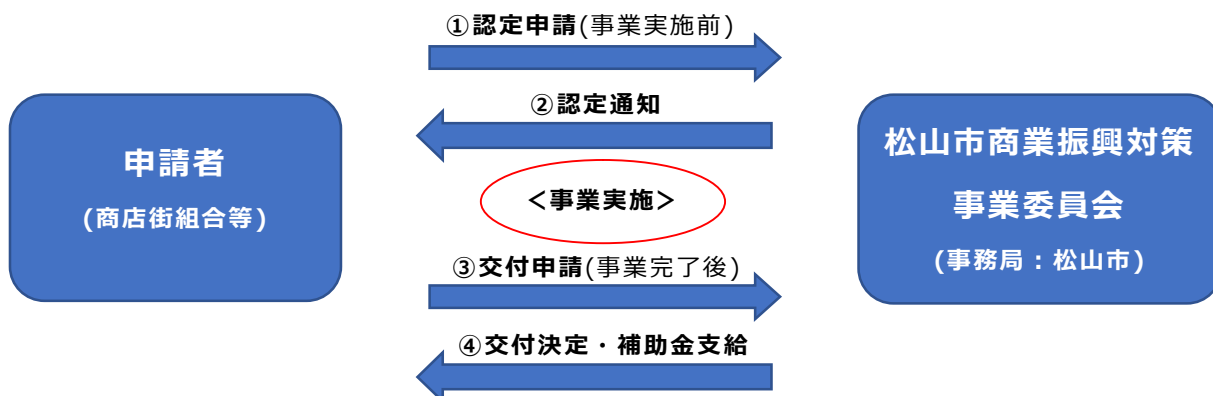 ①認定申請(事業実施前)
②認定通知
申請者
(商店街組合等)
<事業実施>
松山市商業振興対策
事業委員会
(事務局：松山市)
③交付申請(事業完了後)
④交付決定・補助金支給